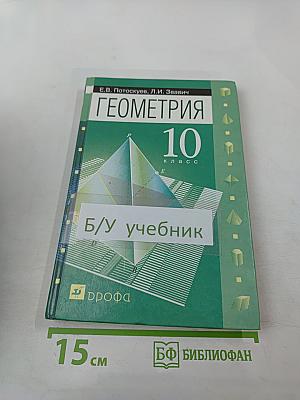 Е.В. Потоскуев, Л.И. Звавич
ГЕОМЕТРИЯ
10
класс
P
K
Б/У учебник
дрофа
15 см
БФ БИБЛИОФАН